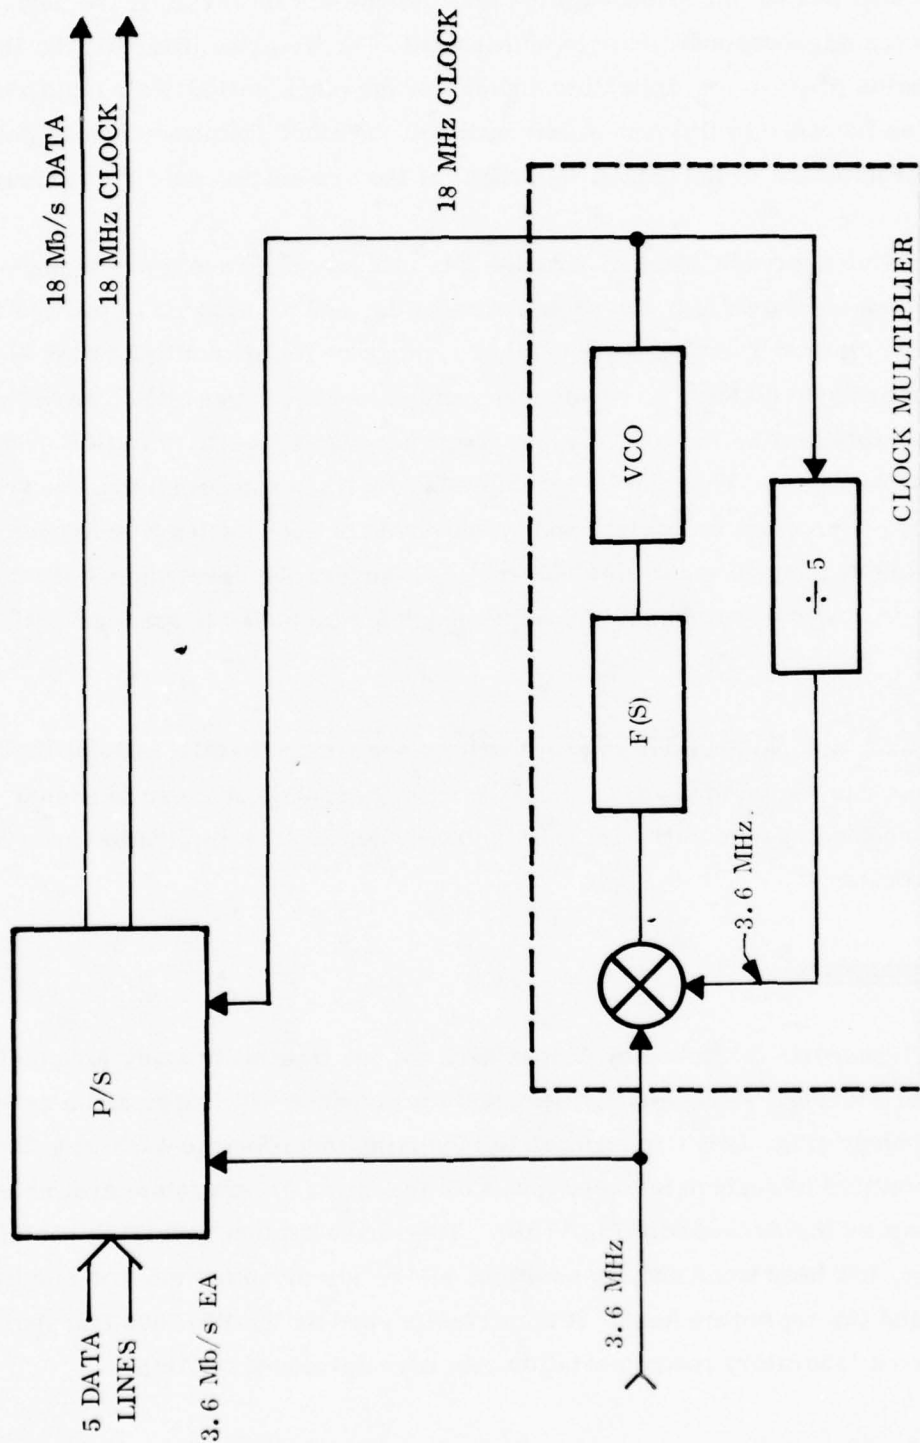 18 Mb/s DATA
18 MHz CLOCK
18 MHz CLOCK
P/S
5 DATA
LINES
3.6 Mb/s EA
3.6 MHz
VCO
F(S)
÷ 5
3.6 MHz
CLOCK MULTIPLIER